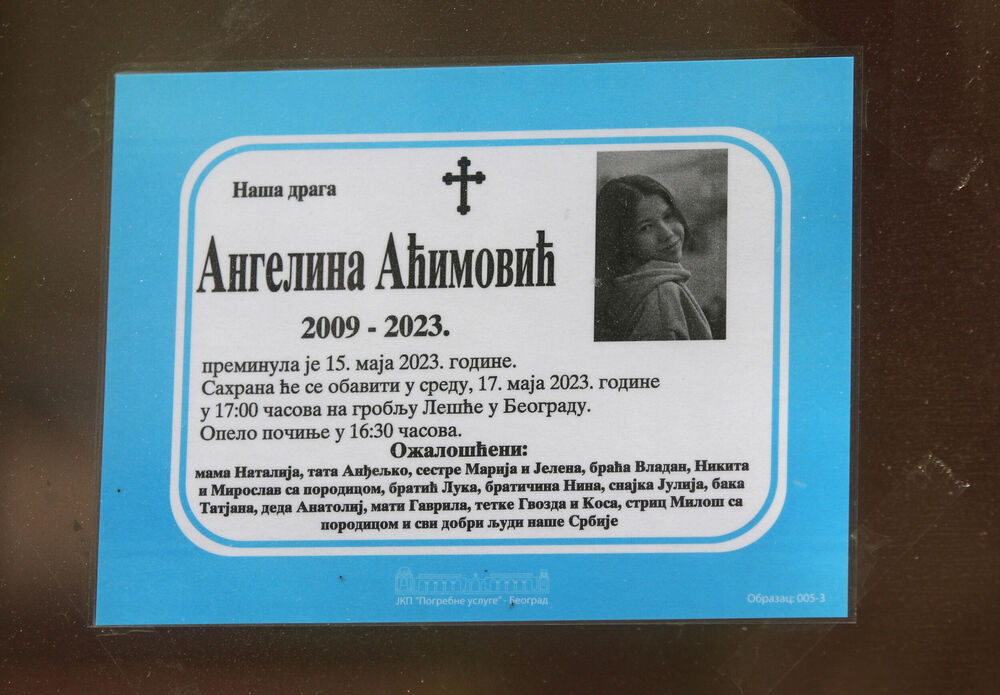 Наша драга
Ангелина Аћимовић
2009 - 2023.
преминула је 15. маја 2023. године.
Сахрана ће се обавити у среду, 17. маја 2023. године
у 17:00 часова на гробљу Лешће у Београду.
Опело почиње у 16:30 часова.
Ожалошћени:
мама Наталија, тата Анђељко, сестре Марија и Јелена, браћа Владан, Никита
и Мирослав са породицом, братић Лука, братичина Нина, снајка Јулија, бака
Татјана, деда Анатолиј, мати Гаврила, тетке Гвозда и Коса, стриц Милош са
породицом и сви добри људи наше Србије
ЈКП "Погребне услуге" - Београд
Образац: 005-3